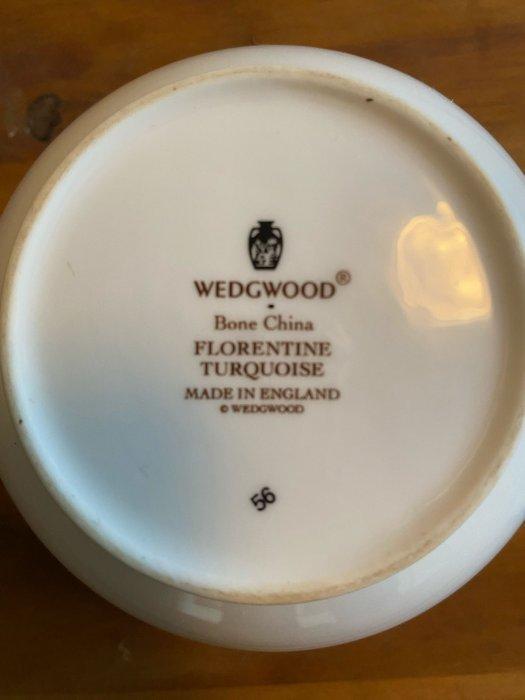 WEDGWOOD®
Bone China
FLORENTINE
TURQUOISE
MADE IN ENGLAND
© WEDGWOOD
56